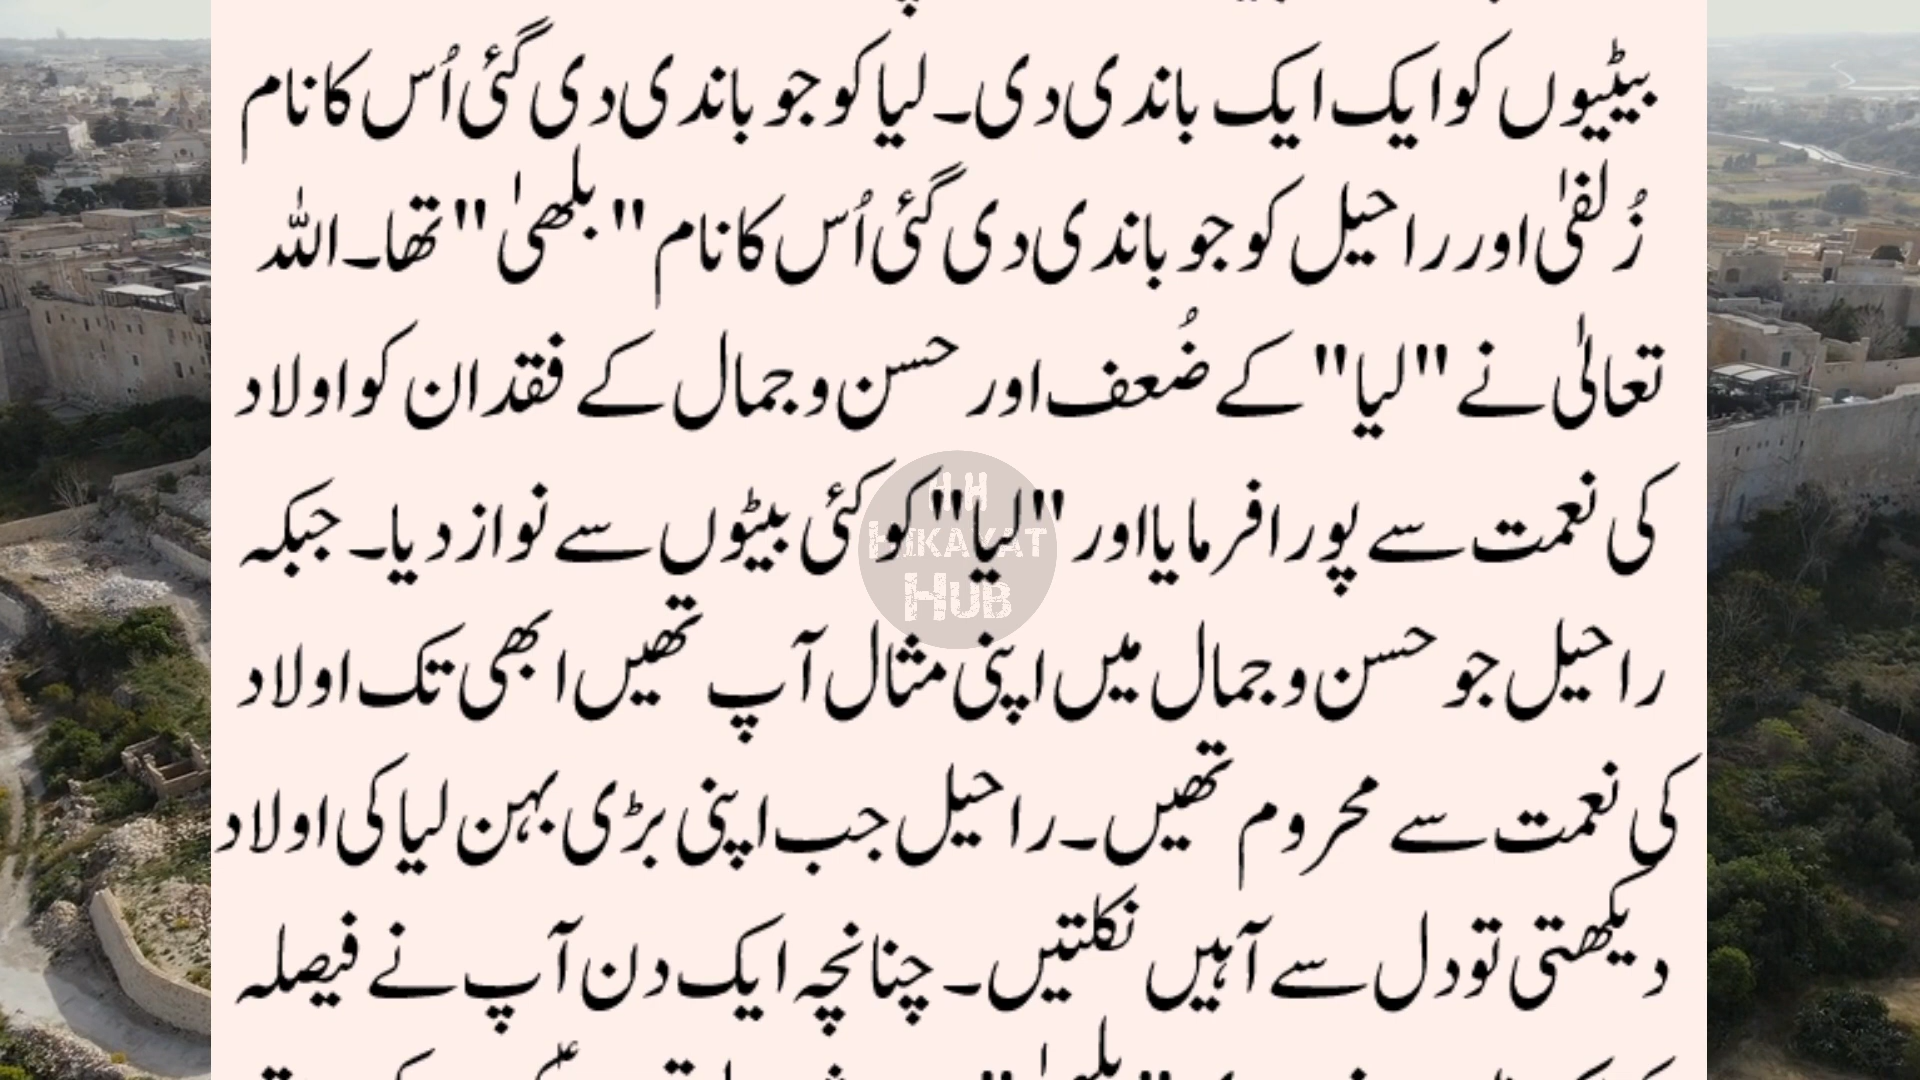 بیٹیوں کو ایک ایک باندی دی۔ لیا کو جو باندی دی گئی اُس کا نام
زُلفیٰ اور راحیل کو جو باندی دی گئی اُس کا نام "بلھیٰ" تھا۔ اللہ
تعالیٰ نے "لیا" کے ضُعف اور حسن و جمال کے فقدان کو اولاد
کی نعمت سے پورا فرمایا اور "لیا" کو کئی بیٹوں سے نواز دیا۔ جبکہ
راحیل جو حسن و جمال میں اپنی مثال آپ تھیں ابھی تک اولاد
کی نعمت سے محروم تھیں۔ راحیل جب اپنی بڑی بہن لیا کی اولاد
دیکھتی تو دل سے آہیں نکلتیں۔ چنانچہ ایک دن آپ نے فیصلہ
HH
HIKAYAT
HUB